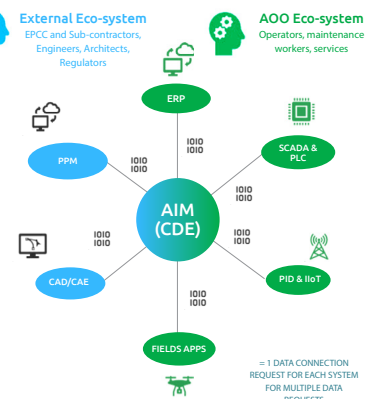 External Eco-system
EPCC and Sub-contractors,
Engineers, Architects,
Regulators
AOO Eco-system
Operators, maintenance
workers, services
ERP
1010
1010
SCADA &
PLC
PPM
1010
1010
1010
1010
AIM
(CDE)
1010
1010
1010
1010
CAD/CAE
PID & IIoT
1010
1010
FIELDS APPS
= 1 DATA CONNECTION
REQUEST FOR EACH SYSTEM
FOR MULTIPLE DATA
REQUESTS